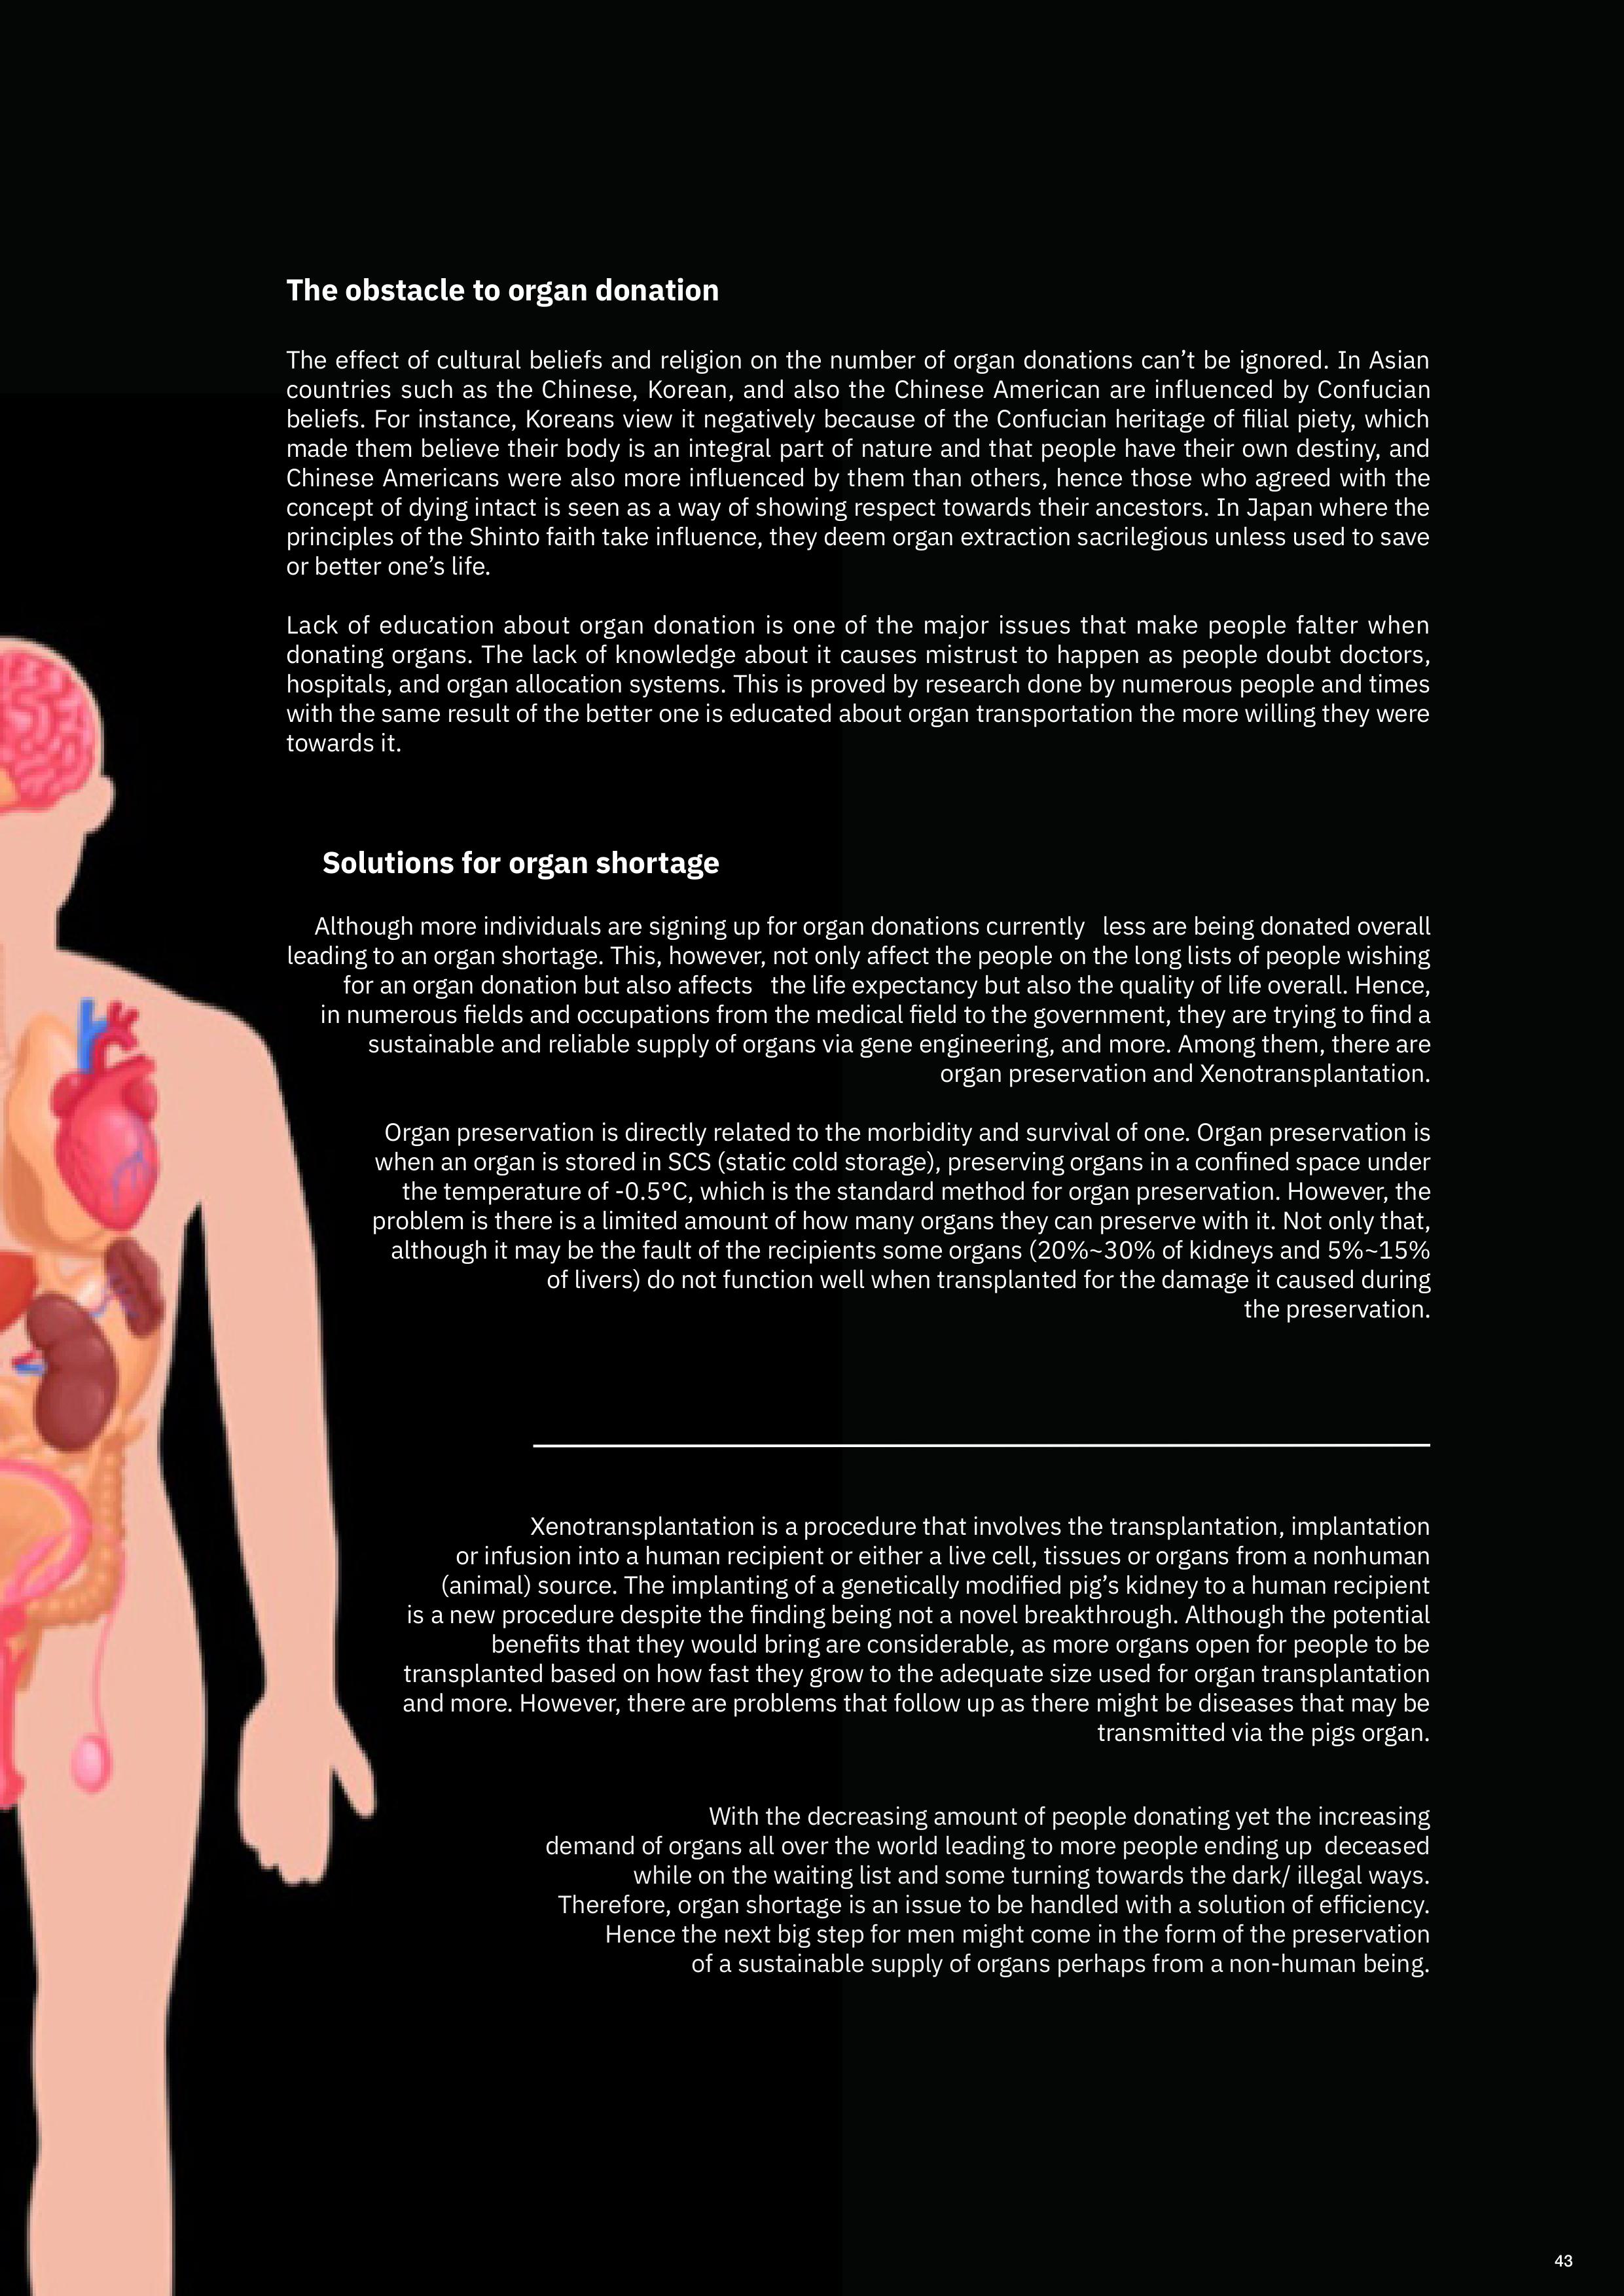 The obstacle to organ donation
The effect of cultural beliefs and religion on the number of organ donations can’t be ignored. In Asian
countries such as the Chinese, Korean, and also the Chinese American are influenced by Confucian
beliefs. For instance, Koreans view it negatively because of the Confucian heritage of filial piety, which
made them believe their body is an integral part of nature and that people have their own destiny, and
Chinese Americans were also more influenced by them than others, hence those who agreed with the
concept of dying intact is seen as a way of showing respect towards their ancestors. In Japan where the
principles of the Shinto faith take influence, they deem organ extraction sacrilegious unless used to save
or better one’s life.
Lack of education about organ donation is one of the major issues that make people falter when
donating organs. The lack of knowledge about it causes mistrust to happen as people doubt doctors,
hospitals, and organ allocation systems. This is proved by research done by numerous people and times
with the same result of the better one is educated about organ transportation the more willing they were
towards it.
Solutions for organ shortage
Although more individuals are signing up for organ donations currently less are being donated overall
leading to an organ shortage. This, however, not only affect the people on the long lists of people wishing
for an organ donation but also affects the life expectancy but also the quality of life overall. Hence,
in numerous fields and occupations from the medical field to the government, they are trying to find a
sustainable and reliable supply of organs via gene engineering, and more. Among them, there are
organ preservation and Xenotransplantation.
Organ preservation is directly related to the morbidity and survival of one. Organ preservation is
when an organ is stored in SCS (static cold storage), preserving organs in a confined space under
the temperature of -0.5°C, which is the standard method for organ preservation. However, the
problem is there is a limited amount of how many organs they can preserve with it. Not only that,
although it may be the fault of the recipients some organs (20%~30% of kidneys and 5%~15%
of livers) do not function well when transplanted for the damage it caused during
the preservation.
Xenotransplantation is a procedure that involves the transplantation, implantation
or infusion into a human recipient or either a live cell, tissues or organs from a nonhuman
(animal) source. The implanting of a genetically modified pig’s kidney to a human recipient
is a new procedure despite the finding being not a novel breakthrough. Although the potential
benefits that they would bring are considerable, as more organs open for people to be
transplanted based on how fast they grow to the adequate size used for organ transplantation
and more. However, there are problems that follow up as there might be diseases that may be
transmitted via the pigs organ.
With the decreasing amount of people donating yet the increasing
demand of organs all over the world leading to more people ending up deceased
while on the waiting list and some turning towards the dark/ illegal ways.
Therefore, organ shortage is an issue to be handled with a solution of efficiency.
Hence the next big step for men might come in the form of the preservation
of a sustainable supply of organs perhaps from a non-human being.
43